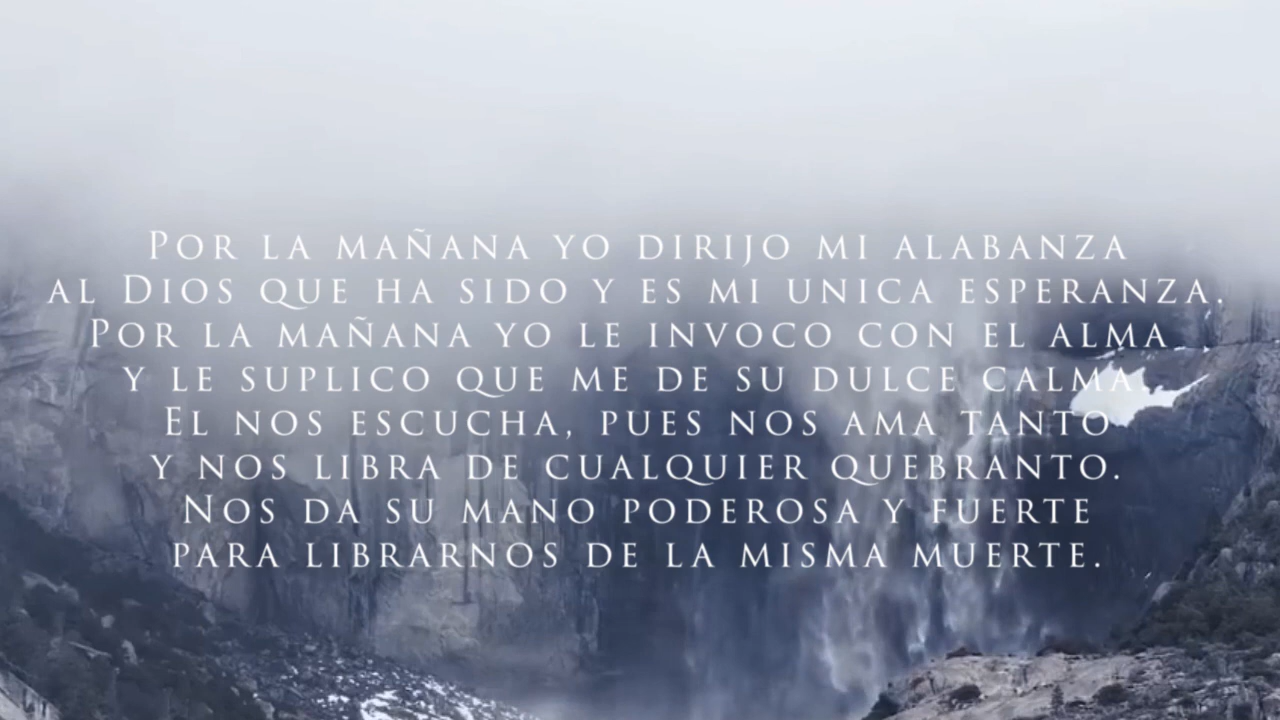 Por la mañana yo dirijo mi alabanza
al Dios que ha sido y es mi unica esperanza.
Por la mañana yo le invoco con el alma
y le suplico que me de su dulce calma.
El nos escucha, pues nos ama tanto
y nos libra de cualquier quebranto.
Nos da su mano poderosa y fuerte
para librarnos de la misma muerte.